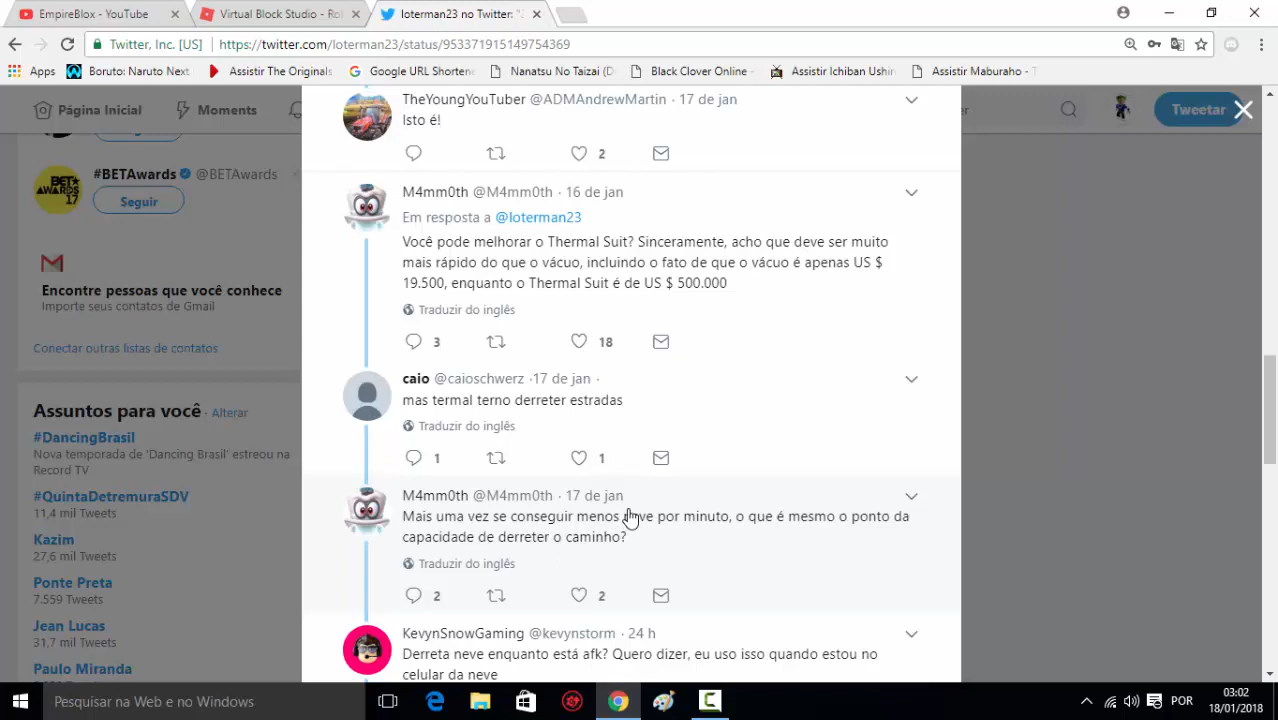 EmpireBlox - YouTube
Virtual Block Studio - Rol
loterman23 no Twitter: "
Twitter, Inc. [US]
https://twitter.com/loterman23/status/953371915149754369
Apps
Boruto: Naruto Next
Assistir The Originals
Google URL Shortene
Nanatsu No Taizai (D
Black Clover Online -
Assistir Ichiban Ushir
Assistir Maburaho - T
Página Inicial
Moments
Tweetar
#BETAwards @BETAwards
BET AWARDS 17
Seguir
Encontre pessoas que você conhece
Importe seus contatos de Gmail
Conectar outras listas de contatos
Assuntos para você · Alterar
#DancingBrasil
Nova temporada de 'Dancing Brasil' estreou na
Record TV
#QuintaDetremuraSDV
11,4 mil Tweets
Kazim
27,6 mil Tweets
Ponte Preta
7.559 Tweets
Jean Lucas
31,7 mil Tweets
Paulo Miranda
TheYoungYouTuber @ADMAndrewMartin · 17 de jan
Isto é!
2
M4mm0th @M4mm0th · 16 de jan
Em resposta a @loterman23
Você pode melhorar o Thermal Suit? Sinceramente, acho que deve ser muito
mais rápido do que o vácuo, incluindo o fato de que o vácuo é apenas US $
19.500, enquanto o Thermal Suit é de US $ 500.000
Traduzir do inglês
3 18
caio @caioschwerz ·17 de jan ·
mas termal terno derreter estradas
Traduzir do inglês
1 1
M4mm0th @M4mm0th · 17 de jan
Mais uma vez se conseguir menos ve por minuto, o que é mesmo o ponto da
capacidade de derreter o caminho?
Traduzir do inglês
2 2
KevynSnowGaming @kevynstorm · 24 h
Derreta neve enquanto está afk? Quero dizer, eu uso isso quando estou no
celular da neve
Pesquisar na Web e no Windows
POR
03:02
18/01/2018